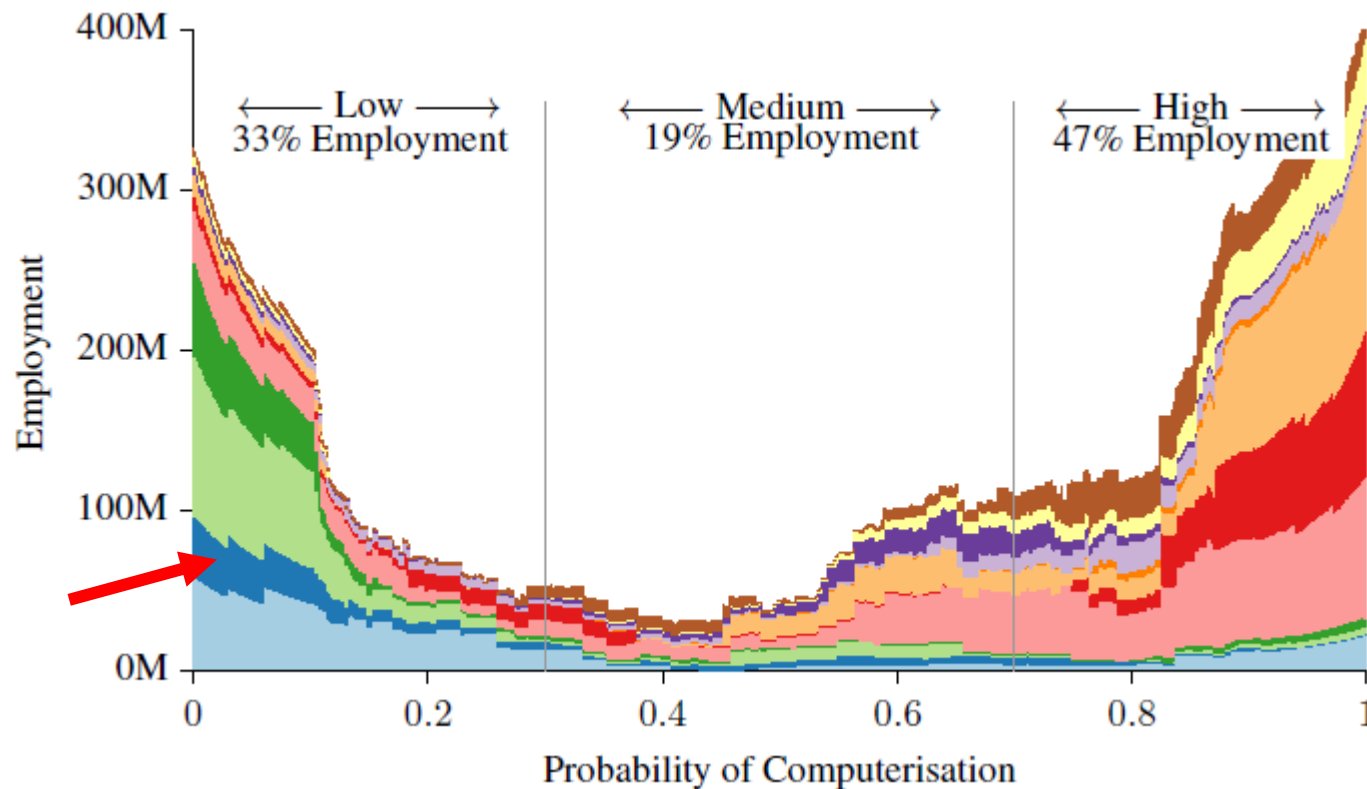 400M
300M
200M
100M
0M
Employment
←— Low —→
33% Employment
←— Medium —→
19% Employment
←— High —→
47% Employment
0 0.2 0.4 0.6 0.8 1
Probability of Computerisation